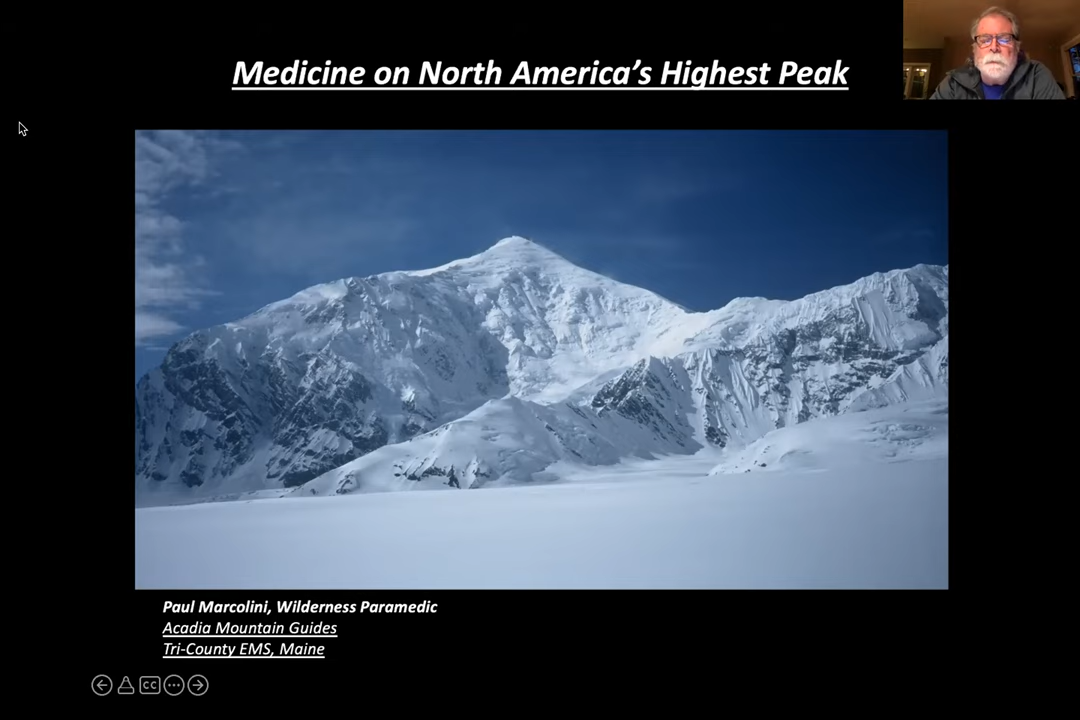 Medicine on North America's Highest Peak
Paul Marcolini, Wilderness Paramedic
Acadia Mountain Guides
Tri-County EMS, Maine
CC